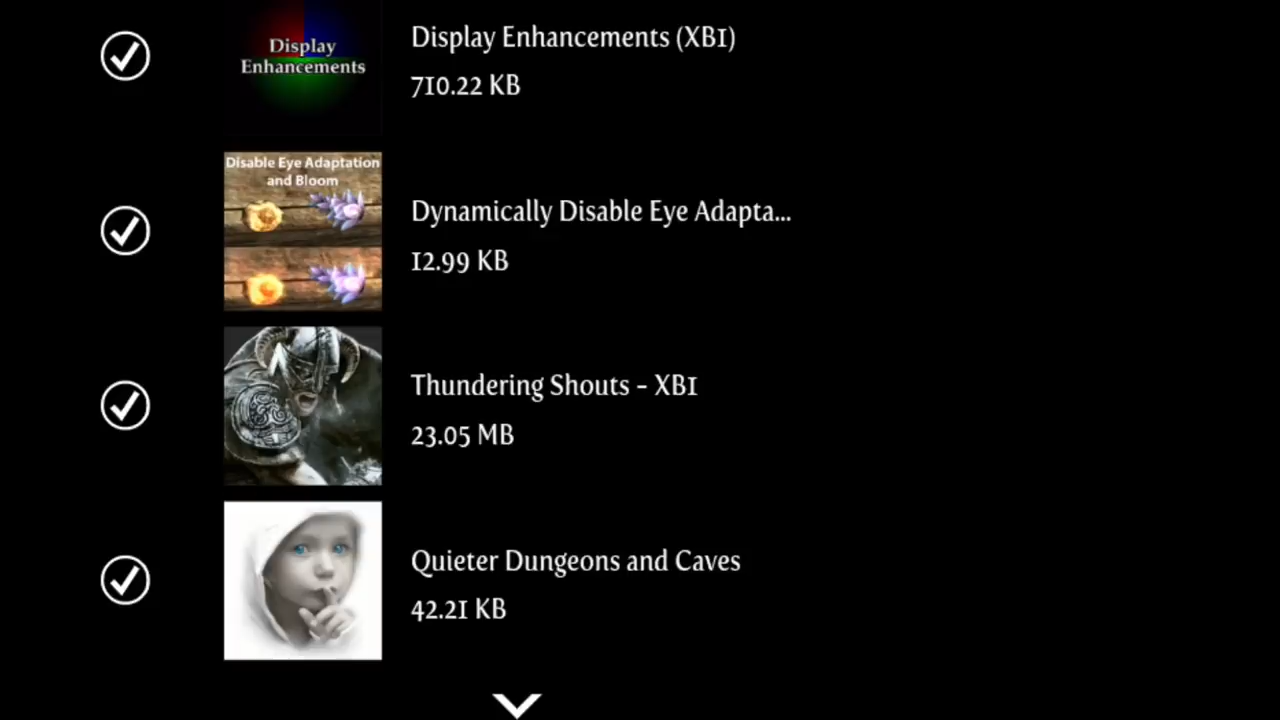 Display
Enhancements
Display Enhancements (XB1)
710.22 KB
Disable Eye Adaptation
and Bloom
Dynamically Disable Eye Adapta...
12.99 KB
Thundering Shouts - XB1
23.05 MB
Quieter Dungeons and Caves
42.21 KB